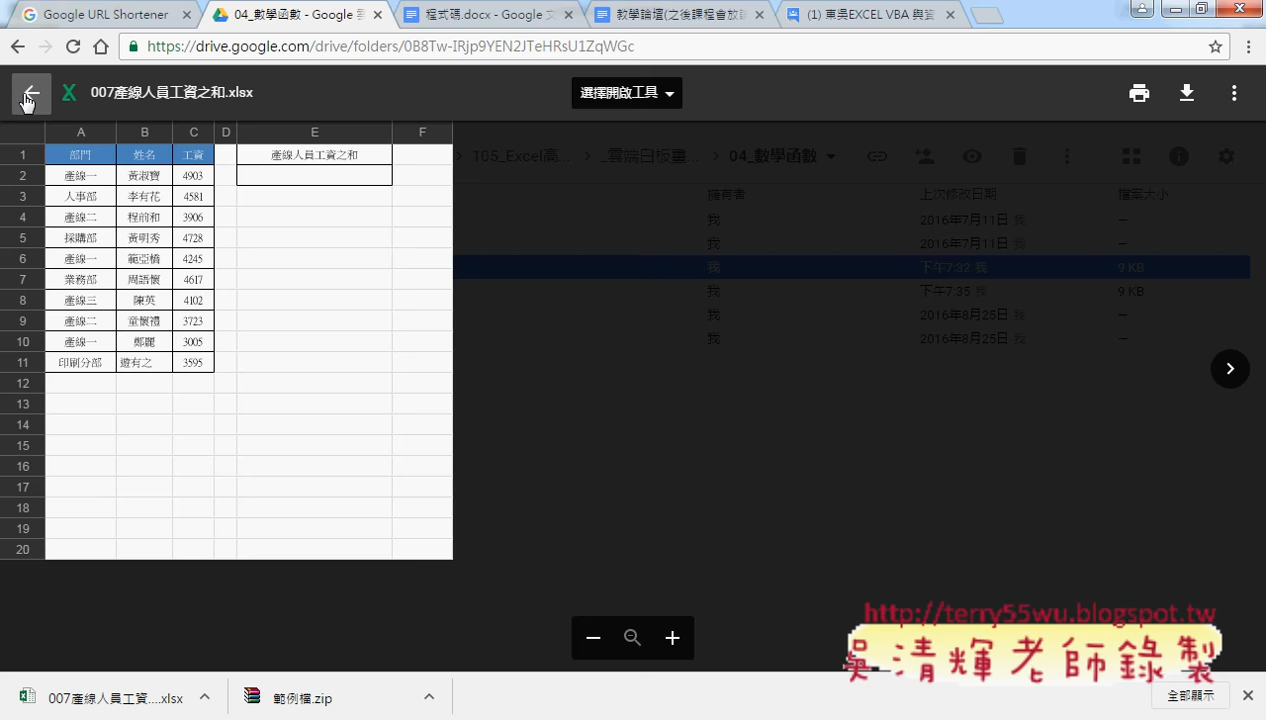 Google URL Shortener
04_數學函數 - Google 雲
程式碼.docx - Google 文
教學論壇(之後課程會放
(1) 東吳EXCEL VBA 與資
https://drive.google.com/drive/folders/0B8Tw-IRjp9YEN2JTeHRsU1ZqWGc
007產線人員工資之和.xlsx
選擇開啟工具
A B C D E F
1 部門 姓名 工資 產線人員工資之和
2 產線一 黃淑寶 4903
3 人事部 李有花 4581
4 產線二 程前和 3906
5 採購部 黃明秀 4728
6 產線一 範亞橋 4245
7 業務部 周語懷 4617
8 產線三 陳英 4102
9 產線二 童懷禮 3723
10 產線一 鄭麗 3005
11 印刷分部 遊有之 3595
12
13
14
15
16
17
18
19
20
105_Excel高... > _雲端白板畫... > 04_數學函數
擁有者 上次修改日期 檔案大小
我 2016年7月11日 我 —
我 2016年7月11日 我 —
我 下午7:32 我 9 KB
我 下午7:35 我 9 KB
我 2016年8月25日 我 —
我 2016年8月25日 我 —
http://terry55wu.blogspot.tw
吳清輝老師錄製
007產線人員工資....xlsx
範例檔.zip
全部顯示